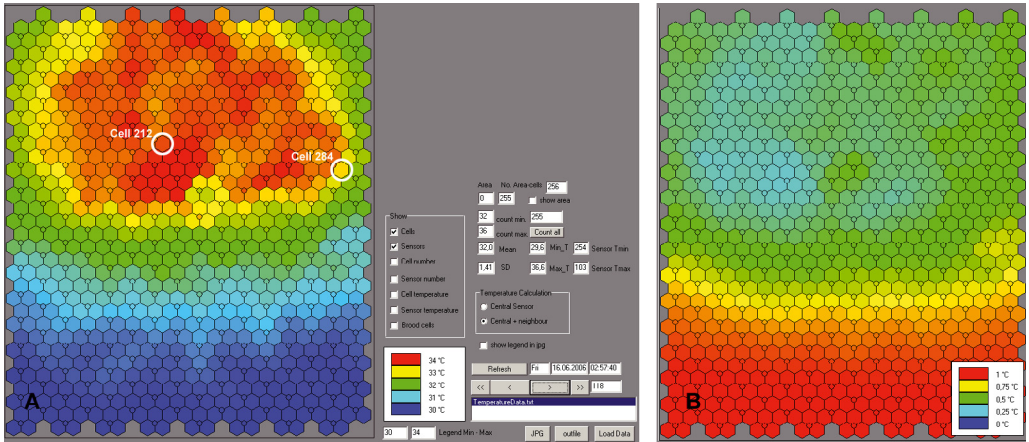 Cell 212
Cell 284
A
Area No. Area-cells 256
0 255 show area
32 count min. 255
36 count max. Count all
32,0 Mean 29,6 Min_T 254 Sensor Tmin
1,41 SD 36,6 Max_T 103 Sensor Tmax
Show
Cells
Sensors
Cell number
Sensor number
Cell temperature
Sensor temperature
Brood cells
Temperature Calculation
Central Sensor
Central + neighbour
show legend in jpg
Refresh Fri 16.06.2006 02:57:40
<< < > >> 118
TemperatureData.txt
34 °C
33 °C
32 °C
31 °C
30 °C
30 34 Legend Min - Max JPG outfile Load Data
B
1 °C
0,75 °C
0,5 °C
0,25 °C
0 °C